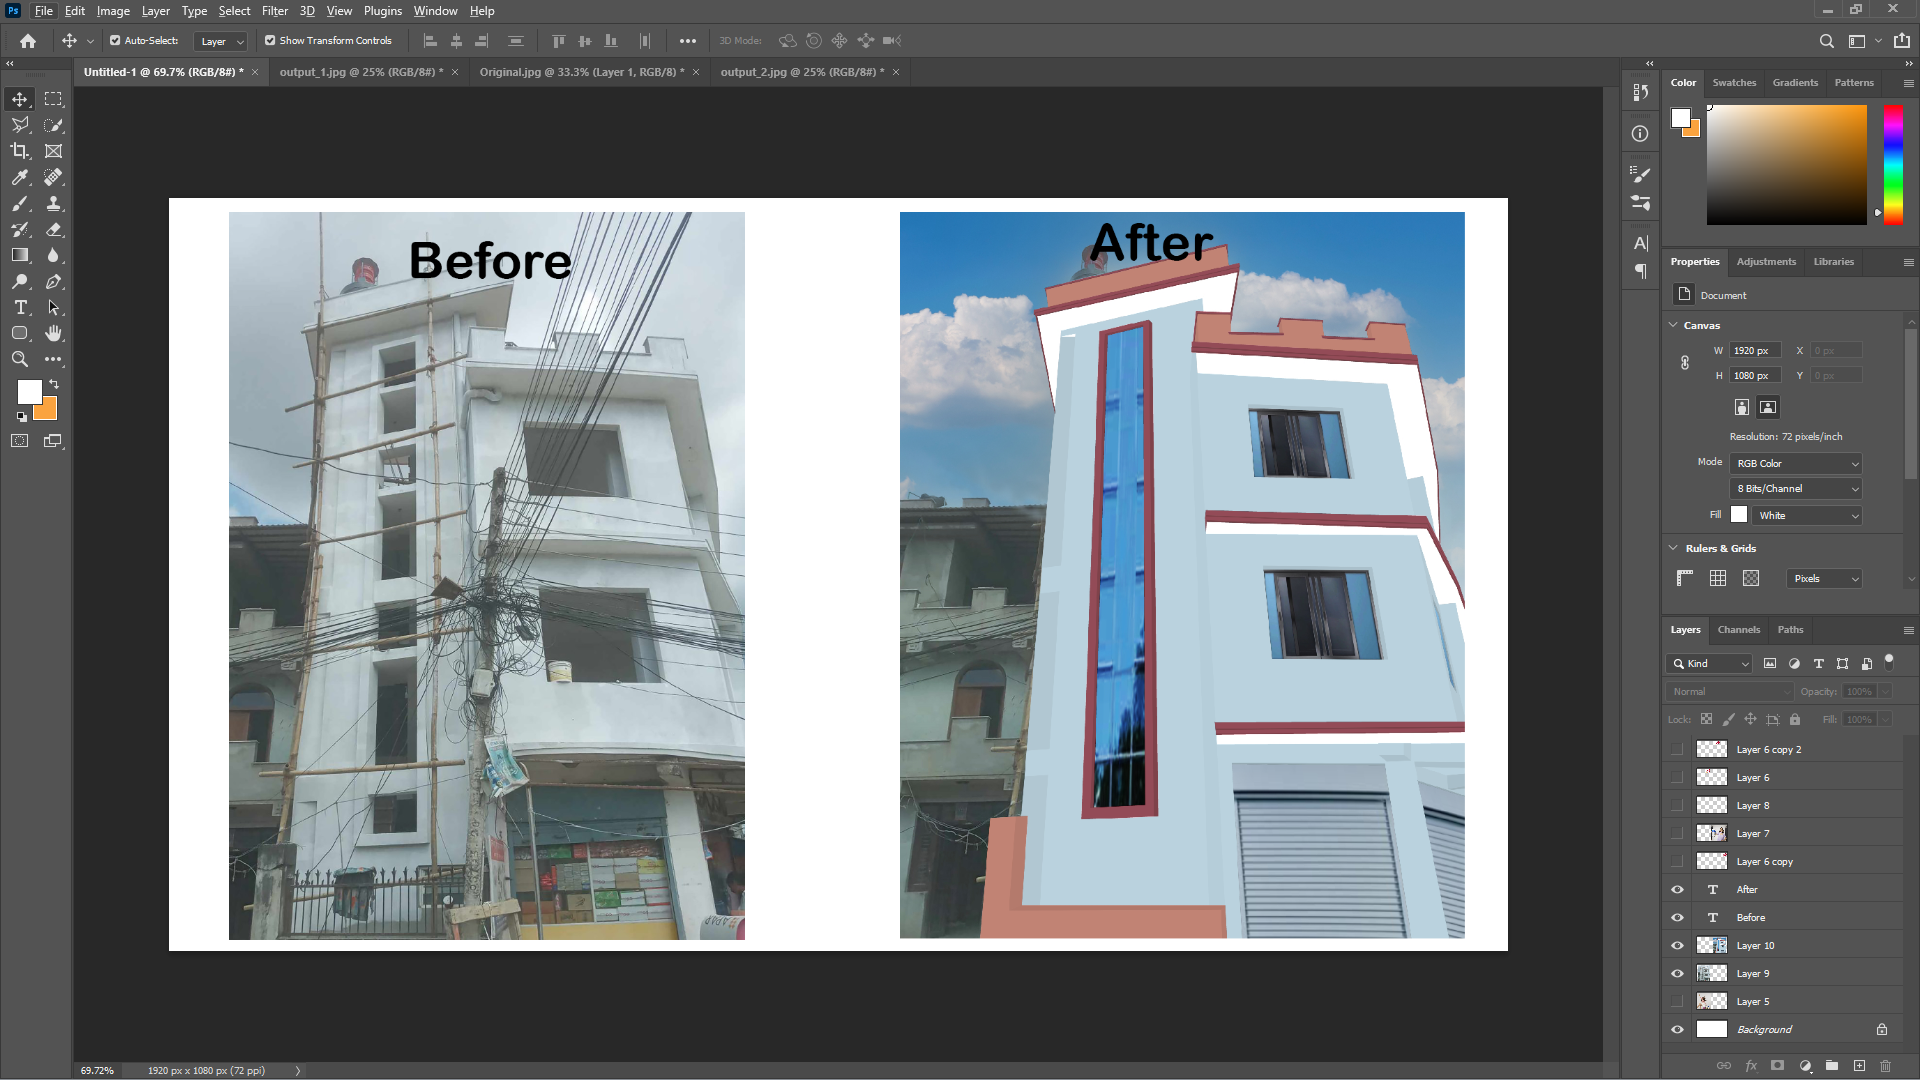 Ps File Edit Image Layer Type Select Filter 3D View Plugins Window Help
Auto-Select: Layer Show Transform Controls 3D Mode:
Untitled-1 @ 69.7% (RGB/8#) * output_1.jpg @ 25% (RGB/8#) * Original.jpg @ 33.3% (Layer 1, RGB/8) * output_2.jpg @ 25% (RGB/8#) *
Before
After
Color Swatches Gradients Patterns
Properties Adjustments Libraries
Document
Canvas
W 1920 px X 0 px
H 1080 px Y 0 px
Resolution: 72 pixels/inch
Mode RGB Color
8 Bits/Channel
Fill White
Rulers & Grids
Pixels
Layers Channels Paths
Kind
Normal Opacity: 100%
Lock: Fill: 100%
Layer 6 copy 2
Layer 6
Layer 8
Layer 7
Layer 6 copy
After
Before
Layer 10
Layer 9
Layer 5
Background
69.72% 1920 px x 1080 px (72 ppi)